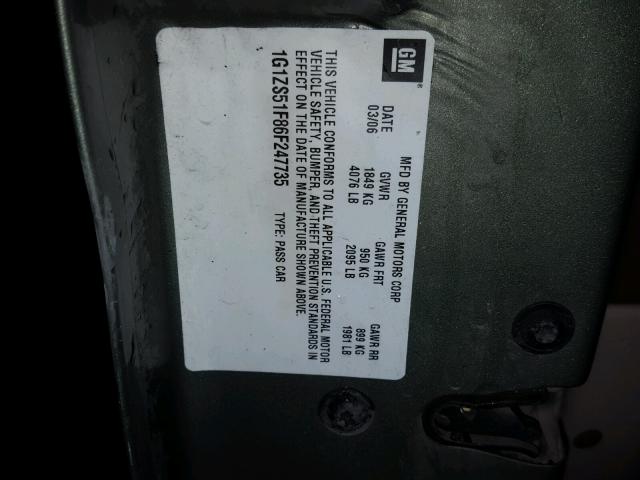 GM
MFD BY GENERAL MOTORS CORP
DATE GVWR GAWR FRT GAWR RR
03/06 1849 KG 950 KG 899 KG
4076 LB 2095 LB 1981 LB
THIS VEHICLE CONFORMS TO ALL APPLICABLE U.S. FEDERAL MOTOR
VEHICLE SAFETY, BUMPER, AND THEFT PREVENTION STANDARDS IN
EFFECT ON THE DATE OF MANUFACTURE SHOWN ABOVE.
1G1ZS51F86F247735 TYPE: PASS CAR